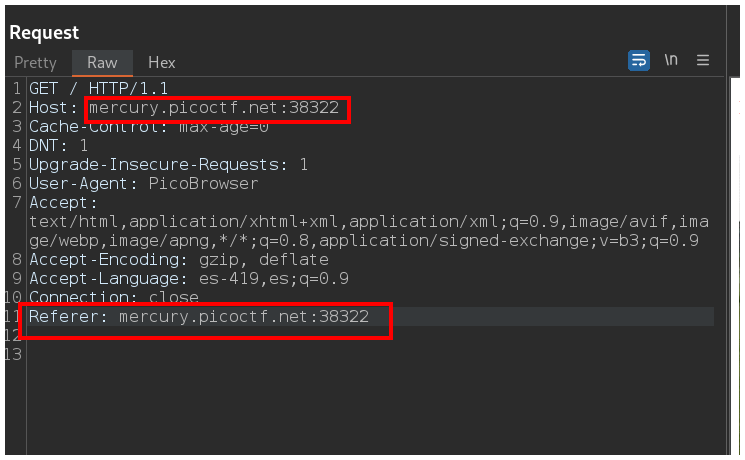 Request
Pretty Raw Hex \n
1 GET / HTTP/1.1
2 Host: mercury.picoctf.net:38322
3 Cache-Control: max-age=0
4 DNT: 1
5 Upgrade-Insecure-Requests: 1
6 User-Agent: PicoBrowser
7 Accept:
text/html,application/xhtml+xml,application/xml;q=0.9,image/avif,ima
ge/webp,image/apng,*/*;q=0.8,application/signed-exchange;v=b3;q=0.9
8 Accept-Encoding: gzip, deflate
9 Accept-Language: es-419,es;q=0.9
10 Connection: close
11 Referer: mercury.picoctf.net:38322
12
13